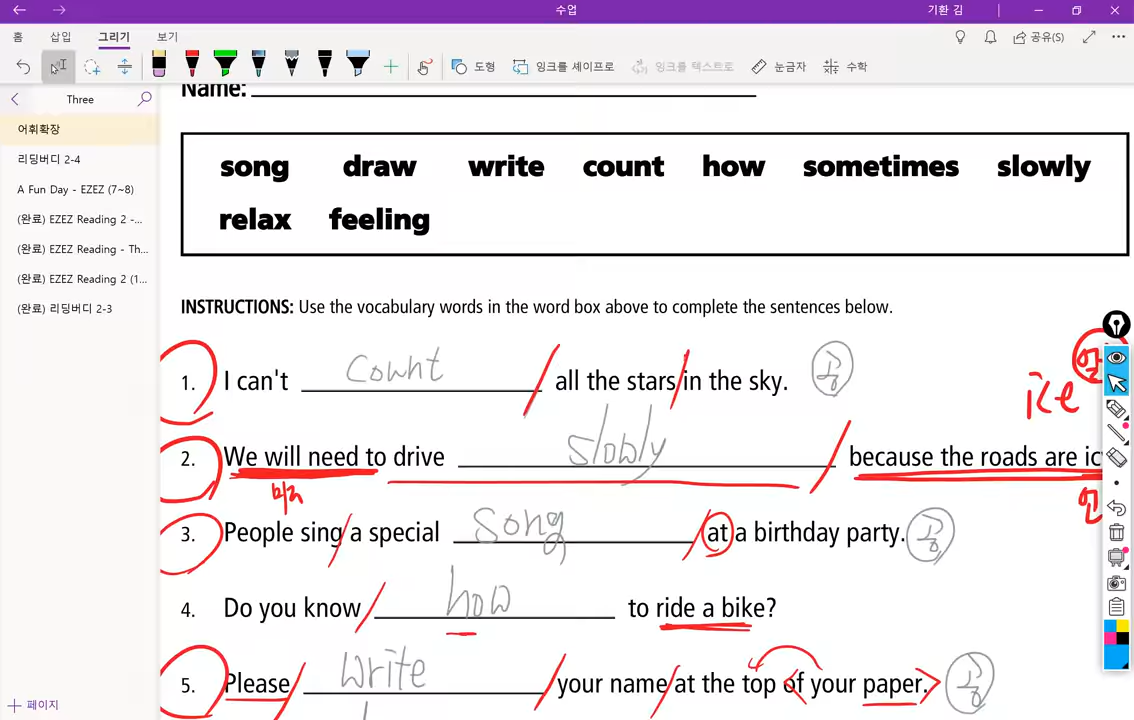 수업
기환 김
홈 삽입 그리기 보기
공유(S)
도형 잉크를 셰이프로 잉크를 텍스트로 눈금자 수학
Three
어휘확장
리딩버디 2-4
A Fun Day - EZEZ (7~8)
(완료) EZEZ Reading 2 -...
(완료) EZEZ Reading - Th...
(완료) EZEZ Reading 2 (1...
(완료) 리딩버디 2-3
페이지
Name:
song draw write count how sometimes slowly
relax feeling
INSTRUCTIONS: Use the vocabulary words in the word box above to complete the sentences below.
1. I can't count all the stars in the sky.
ice
2. We will need to drive slowly because the roads are ic
3. People sing a special song at a birthday party.
4. Do you know how to ride a bike?
5. Please write your name at the top of your paper.